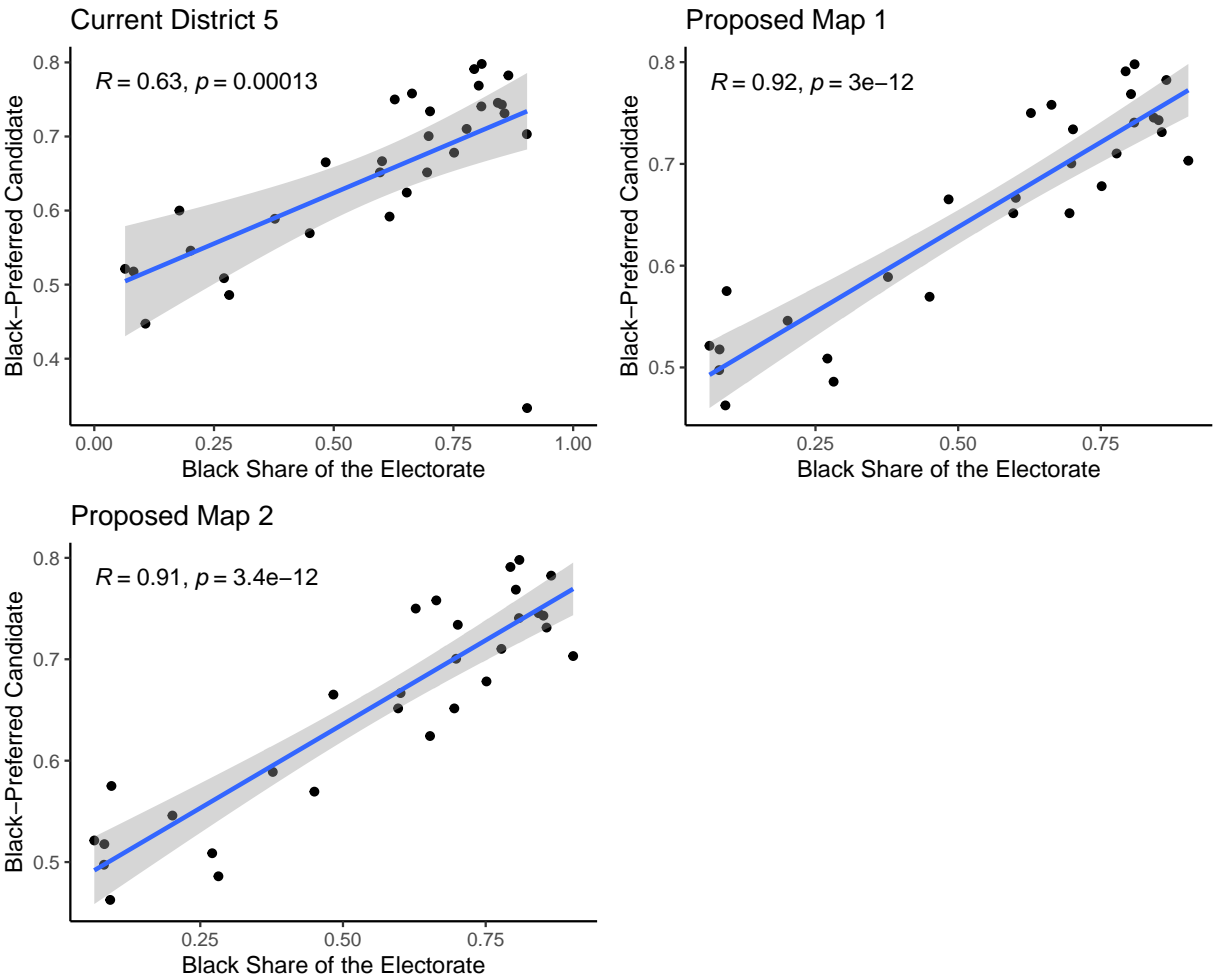 Current District 5
R = 0.63, p = 0.00013
0.8
0.7
0.6
0.5
0.4
Black−Preferred Candidate
0.00
0.25
0.50
0.75
1.00
Black Share of the Electorate
Proposed Map 1
R = 0.92, p = 3e−12
0.8
0.7
0.6
0.5
Black−Preferred Candidate
0.25
0.50
0.75
Black Share of the Electorate
Proposed Map 2
R = 0.91, p = 3.4e−12
0.8
0.7
0.6
0.5
Black−Preferred Candidate
0.25
0.50
0.75
Black Share of the Electorate